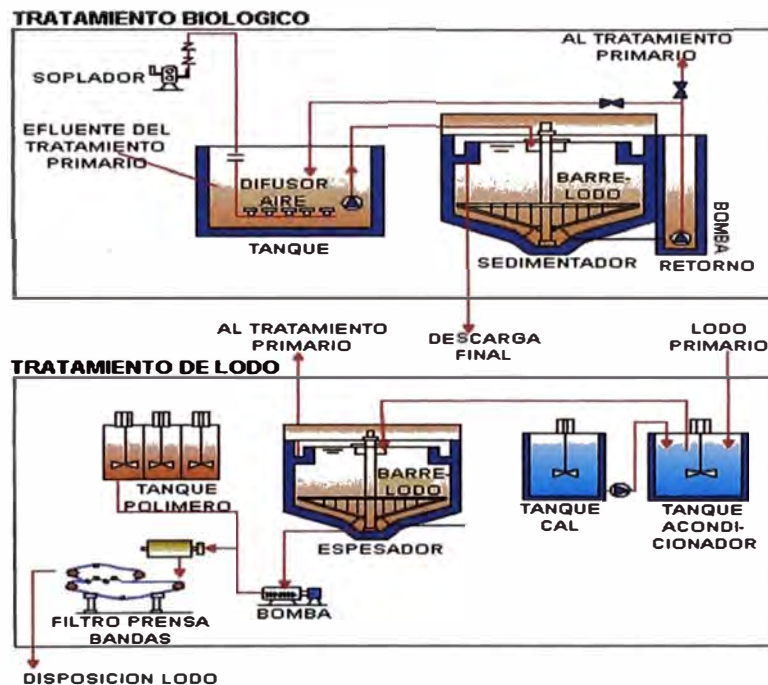 TRATAMIENTO BIOLOGICO
AL TRATAMIENTO
PRIMARIO
SOPLADOR
EFLUENTE DEL
TRATAMIENTO
PRIMARIO
DIFUSOR
AIRE
TANQUE
BARRE-
LODO
SEDIMENTADOR
BOMBA
RETORNO
AL TRATAMIENTO
PRIMARIO
DESCARGA
FINAL
LODO
PRIMARIO
TRATAMIENTO DE LODO
TANQUE
POLIMERO
BARRE-
LODO
ESPESADOR
TANQUE
CAL
TANQUE
ACONDI-
CIONADOR
FILTRO PRENSA
BANDAS
BOMBA
DISPOSICION LODO